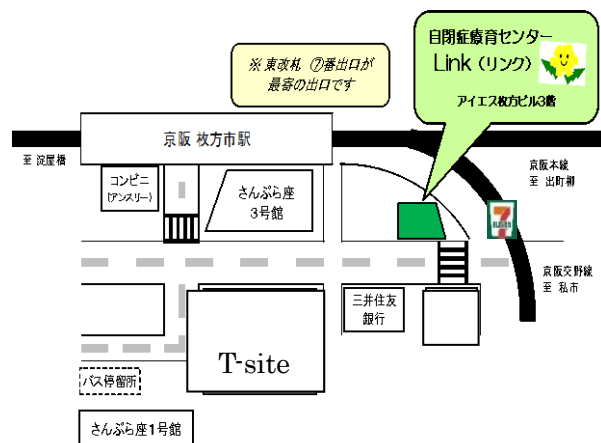 自閉症療育センター
Link（リンク）
アイエス枚方ビル3階
※ 東改札 ⑦番出口が
最寄の出口です
京阪 枚方市駅
至 淀屋橋
京阪本線
至 出町柳
コンビニ
(アンスリー)
さんぷら座
3号館
7
ELEVEN
京阪交野線
至 私市
三井住友
銀行
T-site
バス停留所
さんぷら座1号館